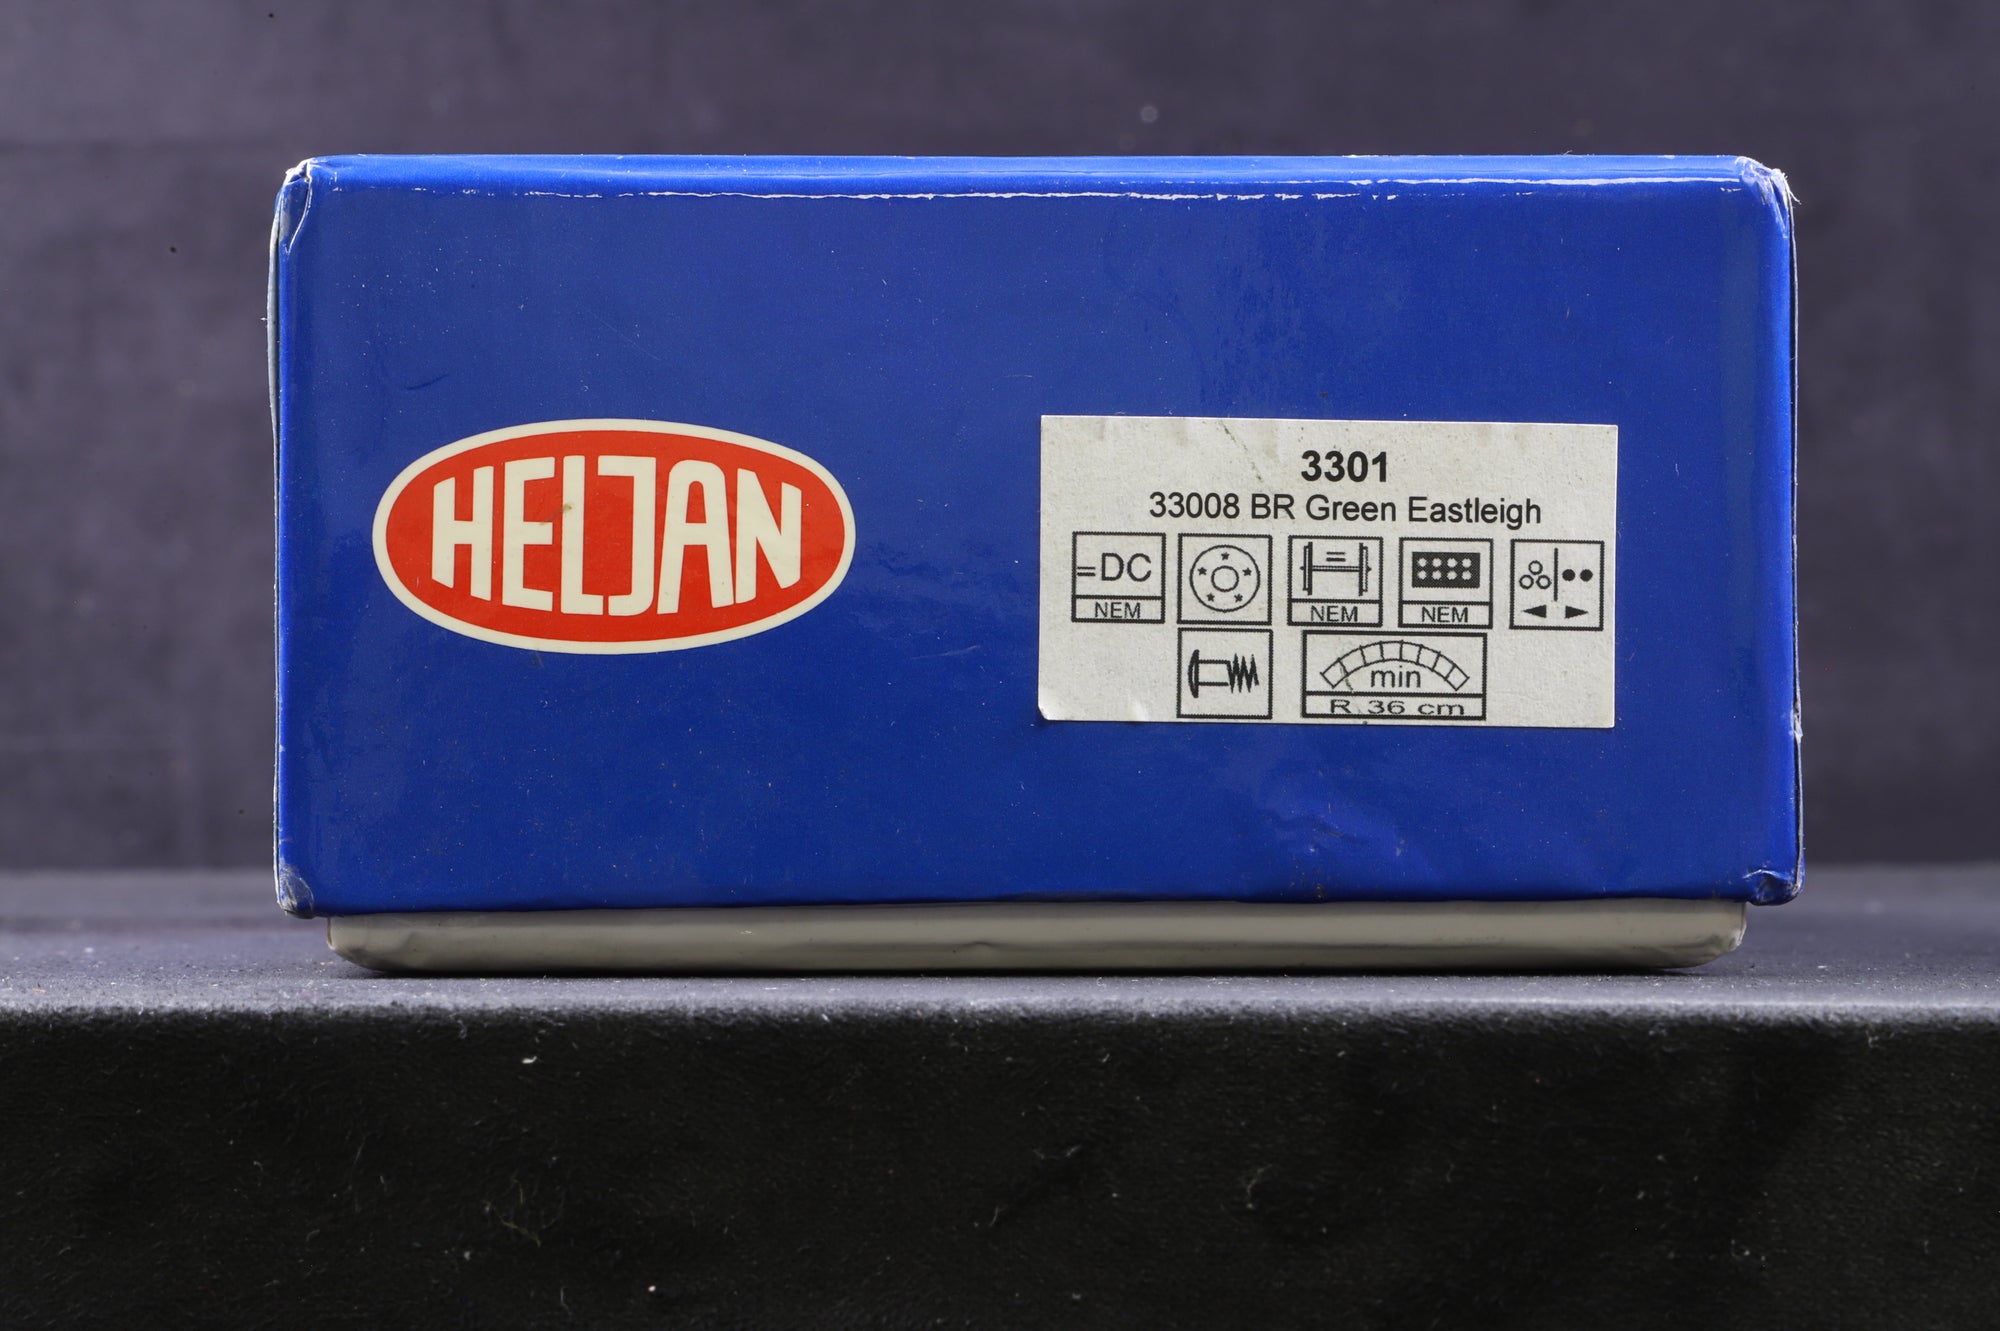 HELJAN
3301
33008 BR Green Eastleigh
=DC
NEM
NEM
NEM
min
R. 36 cm